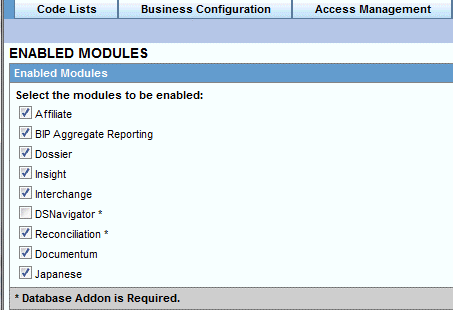 Code Lists Business Configuration Access Management
ENABLED MODULES
Enabled Modules
Select the modules to be enabled:
Affiliate
BIP Aggregate Reporting
Dossier
Insight
Interchange
DSNavigator *
Reconciliation *
Documentum
Japanese
* Database Addon is Required.